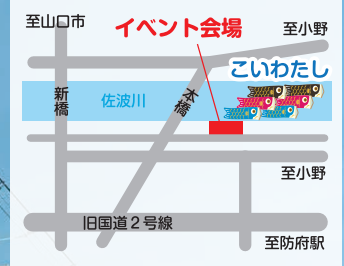 至山口市
イベント会場
至小野
こいわたし
新橋
佐波川
本橋
至小野
旧国道2号線
至防府駅